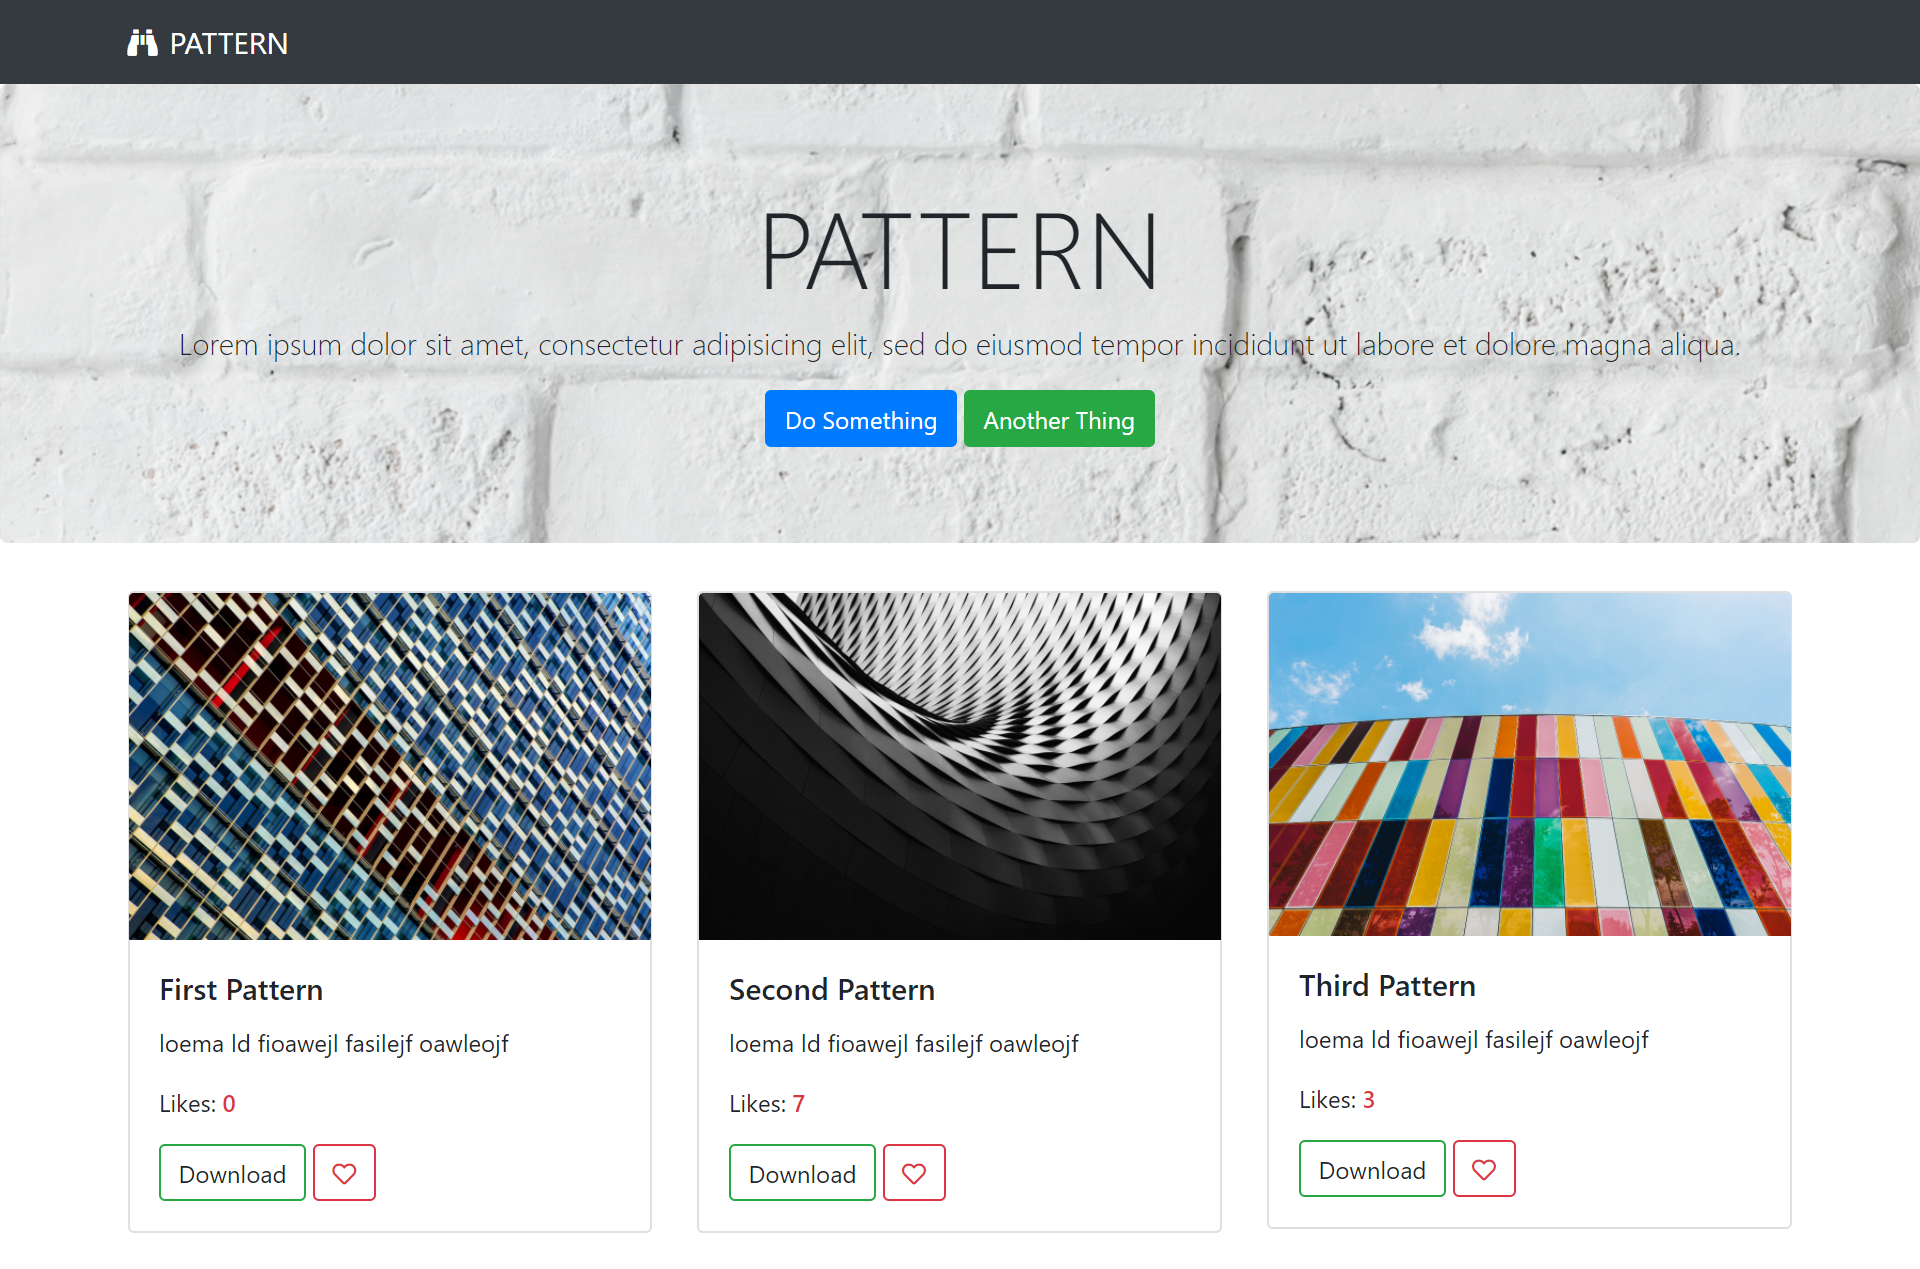 PATTERN
PATTERN
Lorem ipsum dolor sit amet, consectetur adipisicing elit, sed do eiusmod tempor incididunt ut labore et dolore magna aliqua.
Do Something Another Thing
First Pattern
loema ld fioawejl fasilejf oawleojf
Likes: 0
Download
Second Pattern
loema ld fioawejl fasilejf oawleojf
Likes: 7
Download
Third Pattern
loema ld fioawejl fasilejf oawleojf
Likes: 3
Download